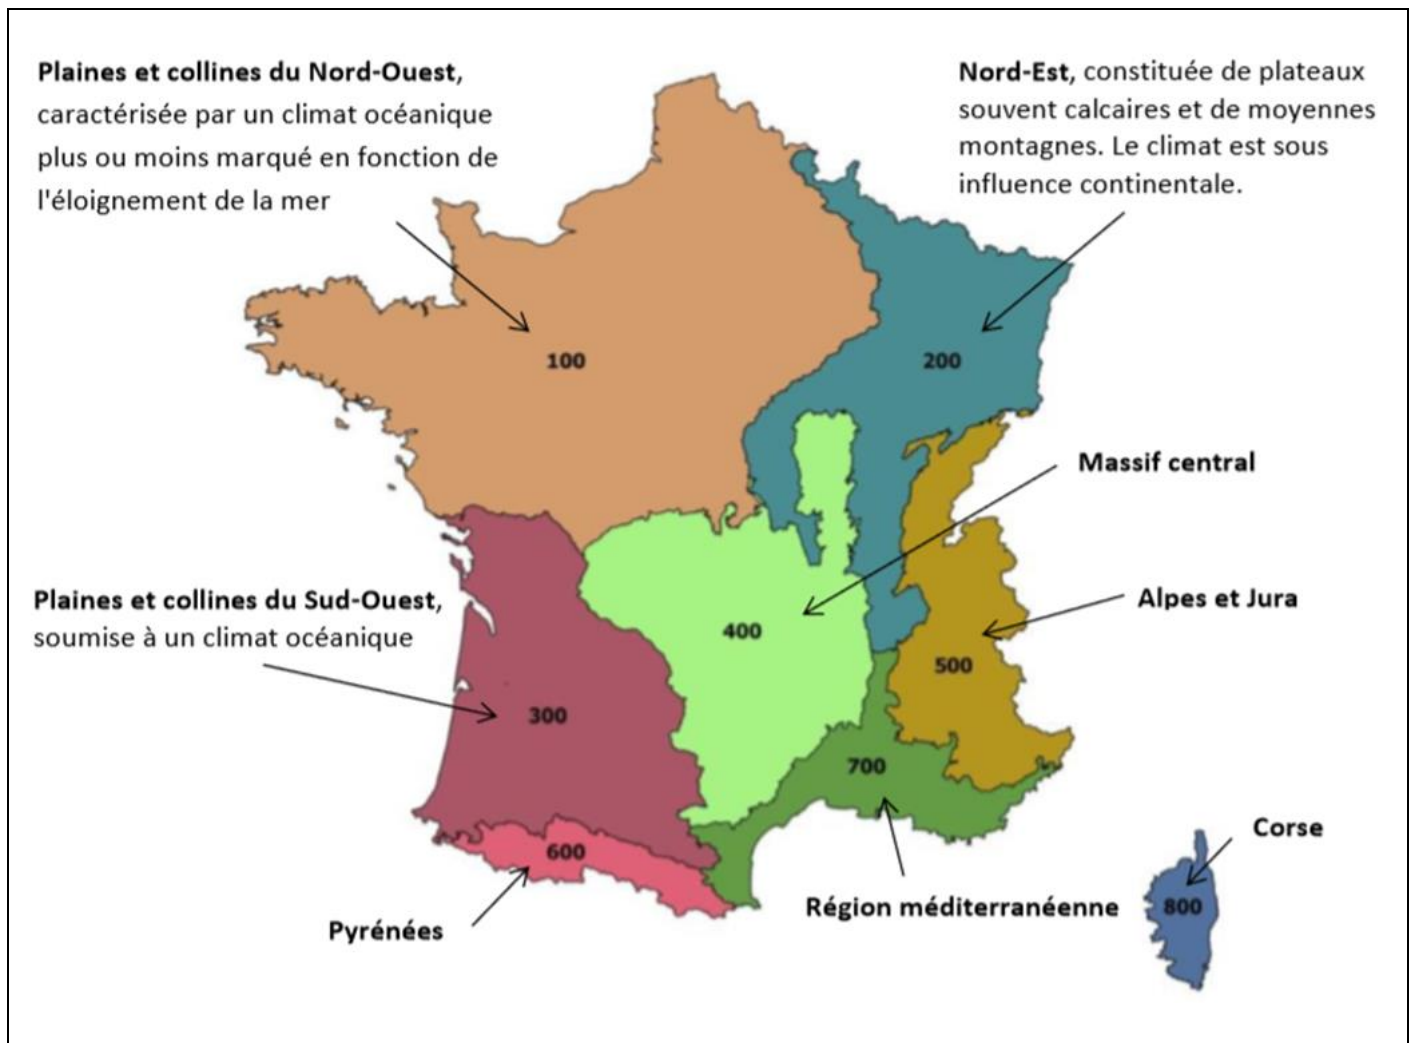 Plaines et collines du Nord-Ouest,
caractérisée par un climat océanique
plus ou moins marqué en fonction de
l'éloignement de la mer
Nord-Est, constituée de plateaux
souvent calcaires et de moyennes
montagnes. Le climat est sous
influence continentale.
100
200
Massif central
Plaines et collines du Sud-Ouest,
soumise à un climat océanique
Alpes et Jura
400
500
300
700
Corse
600
800
Région méditerranéenne
Pyrénées